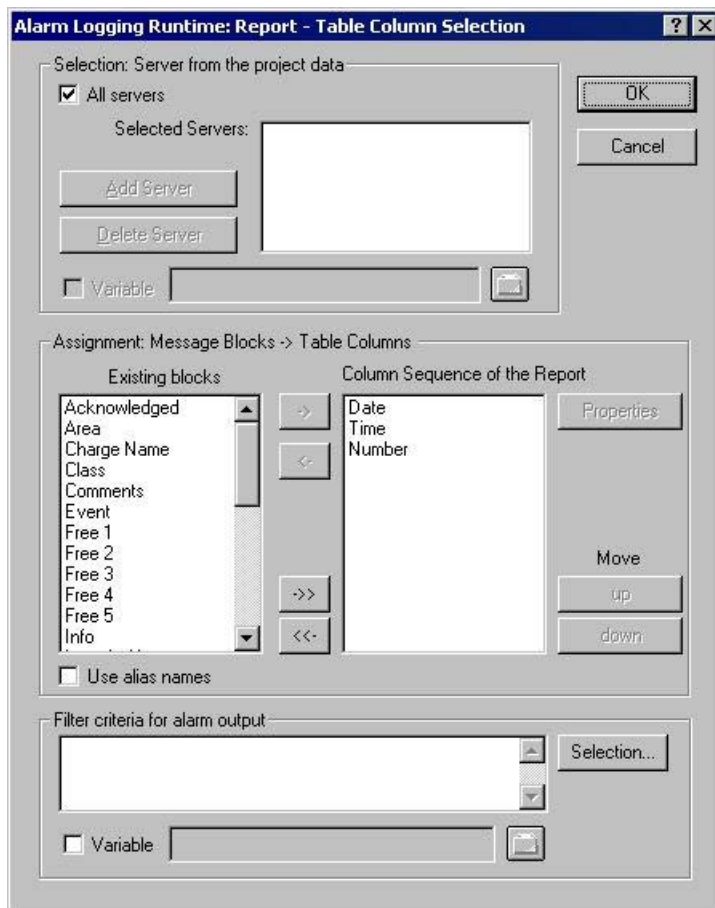 Alarm Logging Runtime: Report - Table Column Selection
Selection: Server from the project data
All servers
OK
Selected Servers:
Cancel
Add Server
Delete Server
Variable
Assignment: Message Blocks -> Table Columns
Existing blocks
Column Sequence of the Report
Acknowledged
Area
Charge Name
Class
Comments
Event
Free 1
Free 2
Free 3
Free 4
Free 5
Info
->
<-
->>
<<-
Date
Time
Number
Properties
Move
up
down
Use alias names
Filter criteria for alarm output
Selection...
Variable